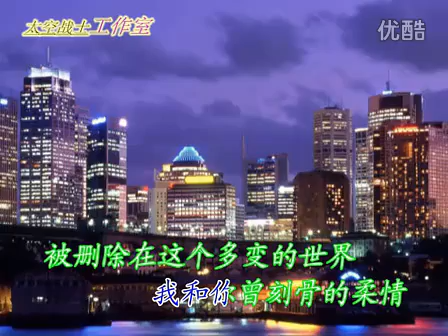 太空战士工作室
优酷
被删除在这个多变的世界
我和你曾刻骨的柔情